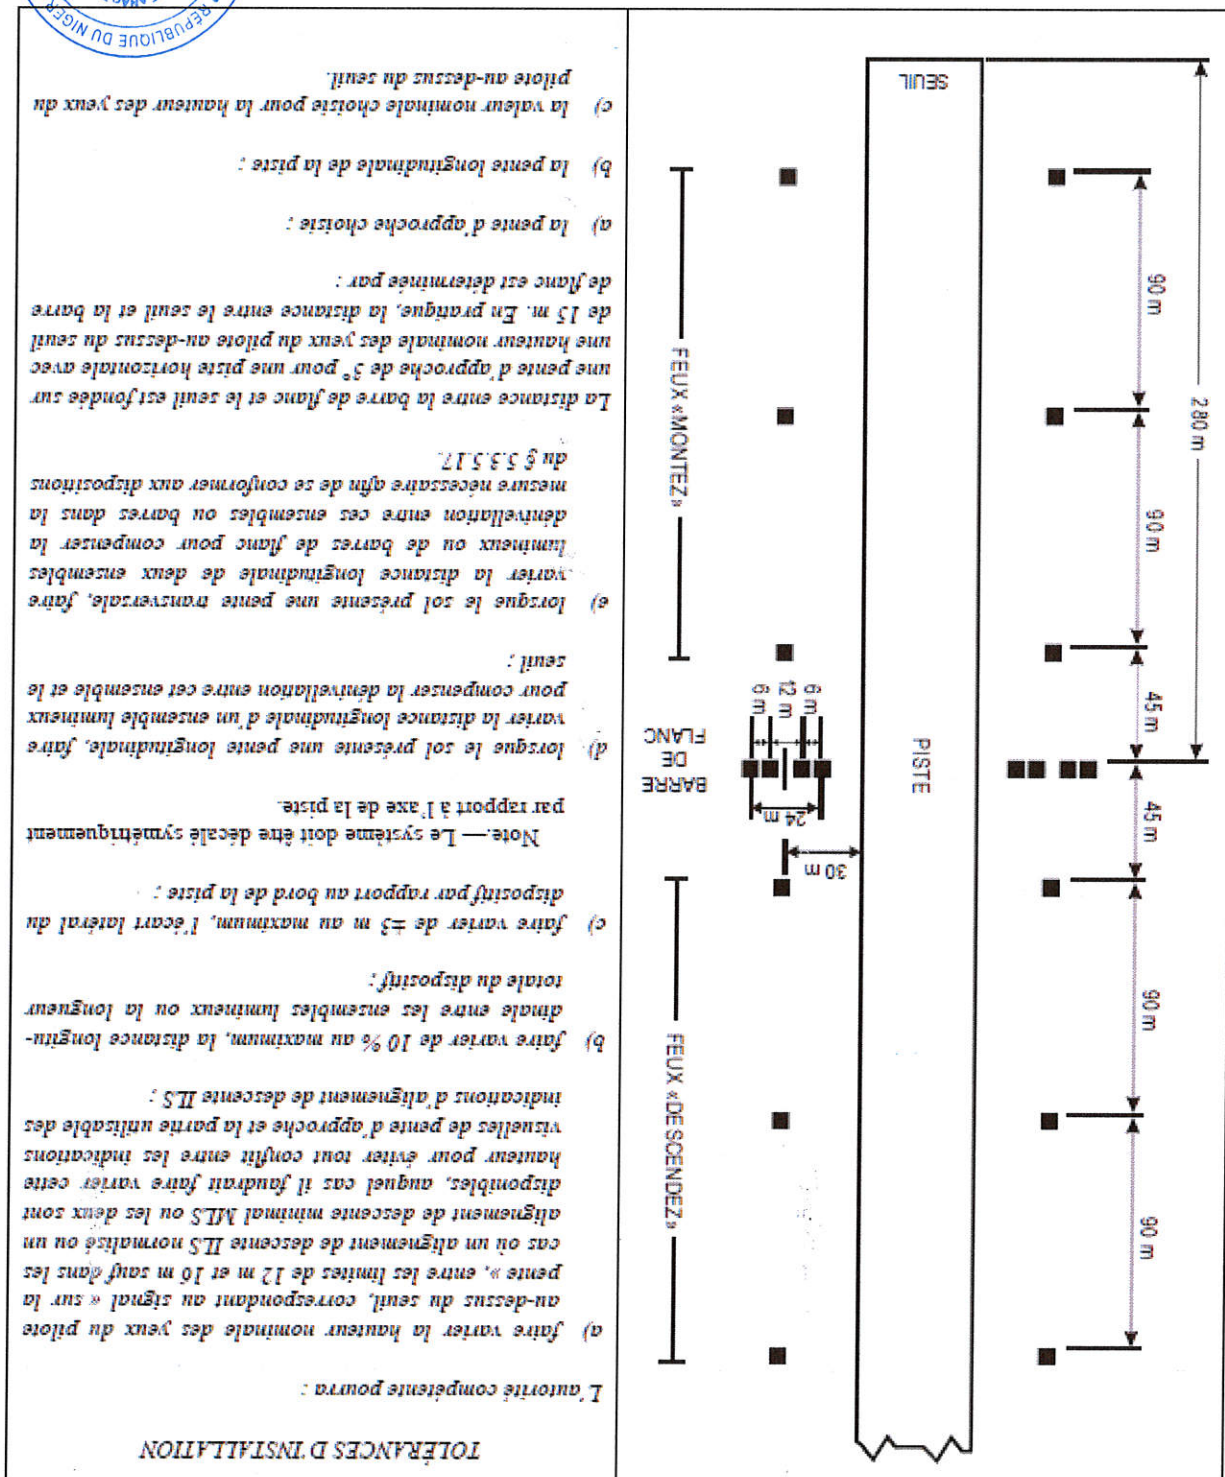 TOLÉRANCES D'INSTALLATION
L'autorité compétente pourra :
a) faire varier la hauteur nominale des yeux du pilote
au-dessus du seuil, correspondant au signal « sur la
pente », entre les limites de 12 m et 16 m sauf dans les
cas où un alignement de descente ILS normalisé ou un
alignement de descente minimal MLS ou les deux sont
disponibles, auquel cas il faudrait faire varier cette
hauteur pour éviter tout conflit entre les indications
visuelles de pente d'approche et la partie utilisable des
indications d'alignement de descente ILS ;
b) faire varier de 10 % au maximum, la distance longitu-
dinale entre les ensembles lumineux ou la longueur
totale du dispositif ;
c) faire varier de ±3 m au maximum, l'écart latéral du
dispositif par rapport au bord de la piste ;
Note.— Le système doit être décalé symétriquement
par rapport à l'axe de la piste.
d) lorsque le sol présente une pente longitudinale, faire
varier la distance longitudinale d'un ensemble lumineux
pour compenser la dénivellation entre cet ensemble et le
seuil ;
e) lorsque le sol présente une pente transversale, faire
varier la distance longitudinale de deux ensembles
lumineux ou de barres de flanc pour compenser la
dénivellation entre ces ensembles ou barres dans la
mesure nécessaire afin de se conformer aux dispositions
du § 5.3.5.17.
La distance entre la barre de flanc et le seuil est fondée sur
une pente d'approche de 3° pour une piste horizontale avec
une hauteur nominale des yeux du pilote au-dessus du seuil
de 15 m. En pratique, la distance entre le seuil et la barre
de flanc est déterminée par :
a) la pente d'approche choisie :
b) la pente longitudinale de la piste ;
c) la valeur nominale choisie pour la hauteur des yeux du
pilote au-dessus du seuil.
FEUX «DESCENDEZ»
BARRE
DE
FLANC
FEUX «MONTEZ»
30 m
24 m
6 m
12 m
6 m
PISTE
SEUIL
90 m
90 m
45 m
45 m
90 m
90 m
280 m
RÉPUBLIQUE DU NIGER